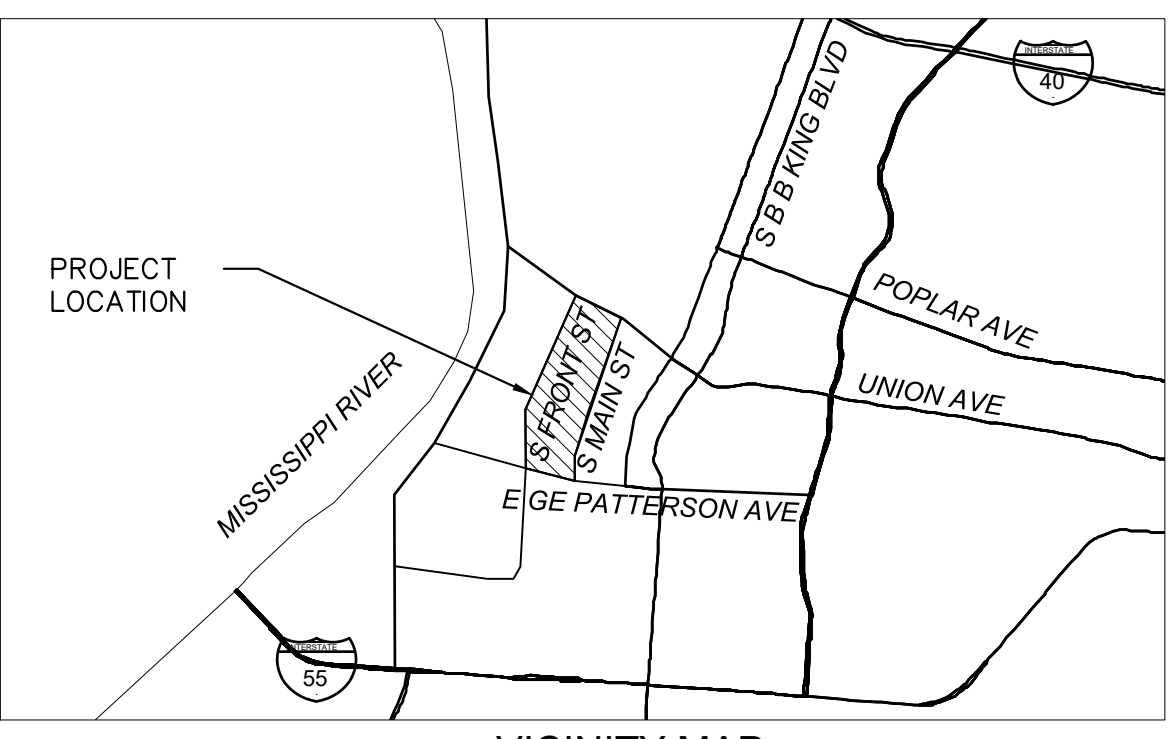 INTERSTATE
40
S B B KING BLVD
PROJECT
LOCATION
POPLAR AVE
S FRONT ST
S MAIN ST
UNION AVE
MISSISSIPPI RIVER
E GE PATTERSON AVE
INTERSTATE
55
VICINITY MAP